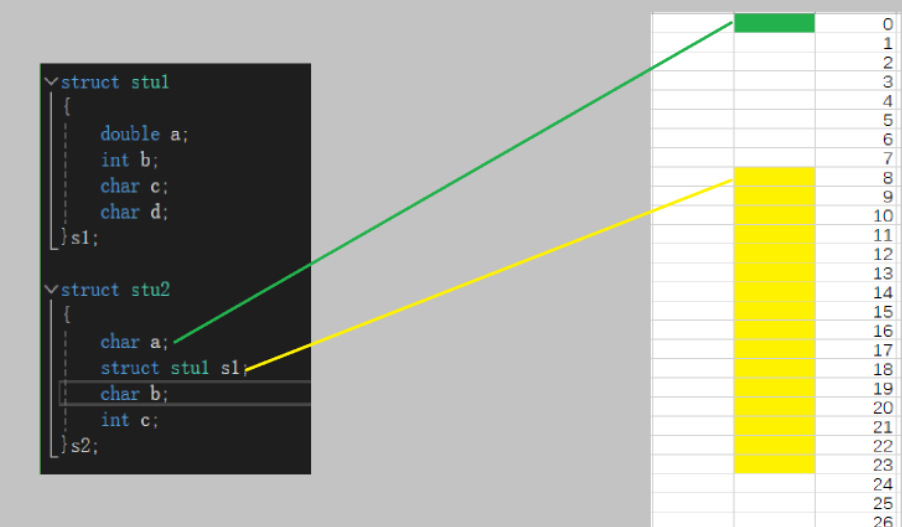 struct stu1
{
double a;
int b;
char c;
char d;
}s1;
struct stu2
{
char a;
struct stu1 s1;
char b;
int c;
}s2;
0
1
2
3
4
5
6
7
8
9
10
11
12
13
14
15
16
17
18
19
20
21
22
23
24
25
26